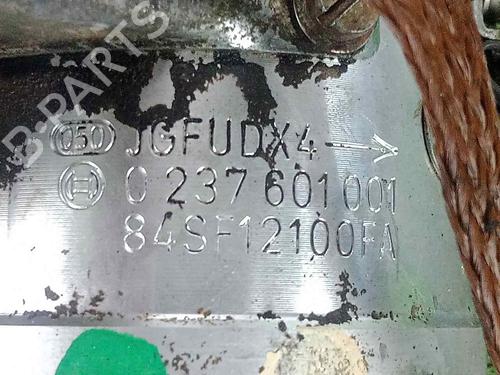 B-PARTS
050 JGFUDX4 →
0 237 601 001
84SF12100FA